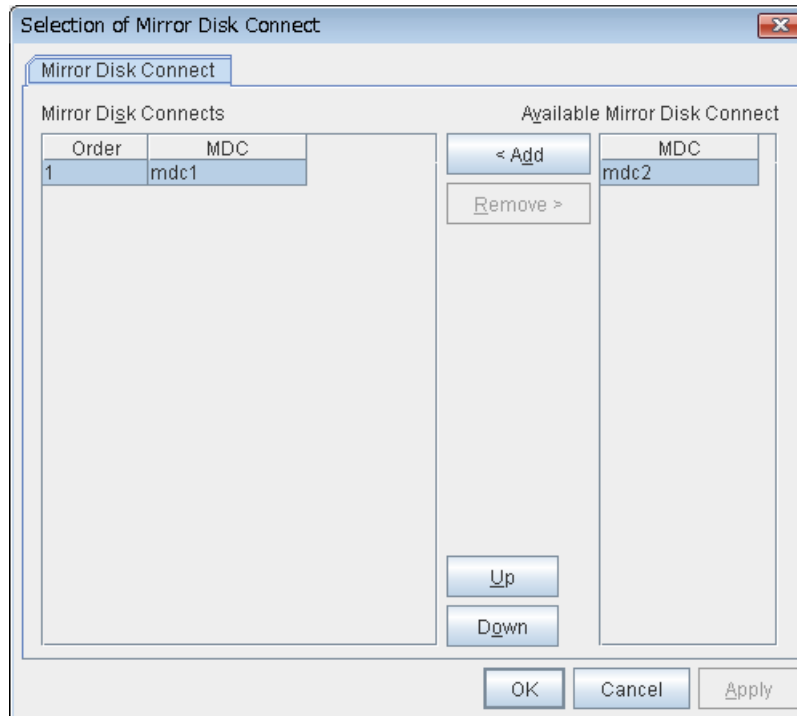 Selection of Mirror Disk Connect
Mirror Disk Connect
Mirror Disk Connects
Available Mirror Disk Connect
Order MDC
1 mdc1
< Add
Remove >
MDC
mdc2
Up
Down
OK Cancel Apply